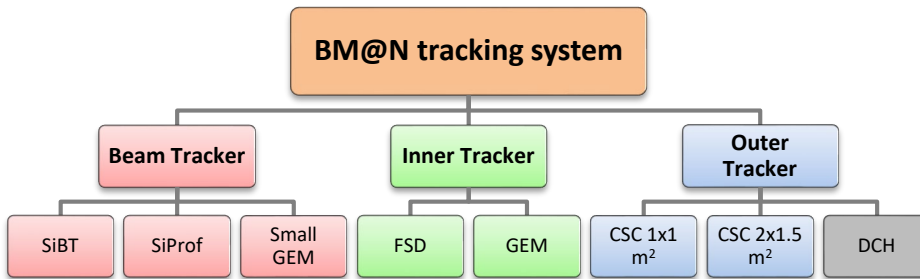 BM@N tracking system
Beam Tracker
Inner Tracker
Outer
Tracker
SiBT
SiProf
Small
GEM
FSD
GEM
CSC 1x1
m²
CSC 2x1.5
m²
DCH